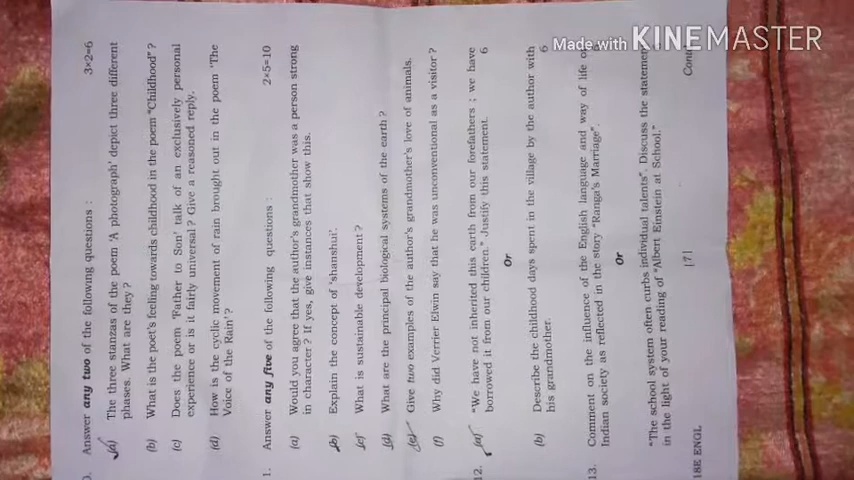 Made with KINEMASTER
0. Answer any two of the following questions : 3×2=6
(a) The three stanzas of the poem 'A photograph' depict three different
phases. What are they ?
(b) What is the poet's feeling towards childhood in the poem "Childhood" ?
(c) Does the poem 'Father to Son' talk of an exclusively personal
experience or is it fairly universal ? Give a reasoned reply.
(d) How is the cyclic movement of rain brought out in the poem 'The
Voice of the Rain' ?
1. Answer any five of the following questions : 2×5=10
(a) Would you agree that the author's grandmother was a person strong
in character ? If yes, give instances that show this.
(b) Explain the concept of 'shanshui'.
(c) What is sustainable development ?
(d) What are the principal biological systems of the earth ?
(e) Give two examples of the author's grandmother's love of animals.
(f) Why did Verrier Elwin say that he was unconventional as a visitor ?
12. (a) "We have not inherited this earth from our forefathers ; we have
borrowed it from our children." Justify this statement. 6
Or
(b) Describe the childhood days spent in the village by the author with
his grandmother. 6
13. Comment on the influence of the English language and way of life
Indian society as reflected in the story "Ranga's Marriage".
Or
"The school system often curbs individual talents". Discuss the statement
in the light of your reading of "Albert Einstein at School."
18E ENGL [7] Cont